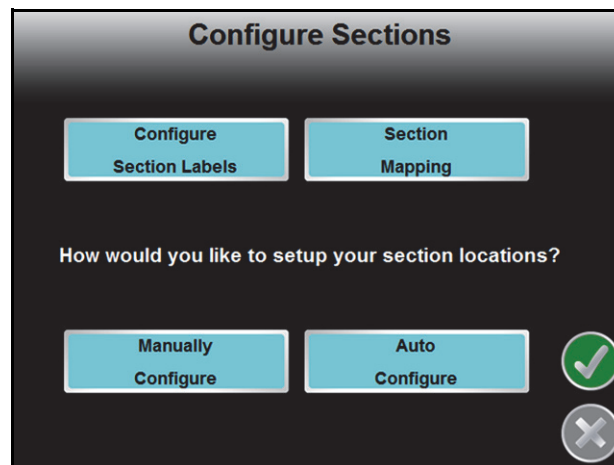 Configure Sections
Configure
Section Labels
Section
Mapping
How would you like to setup your section locations?
Manually
Configure
Auto
Configure